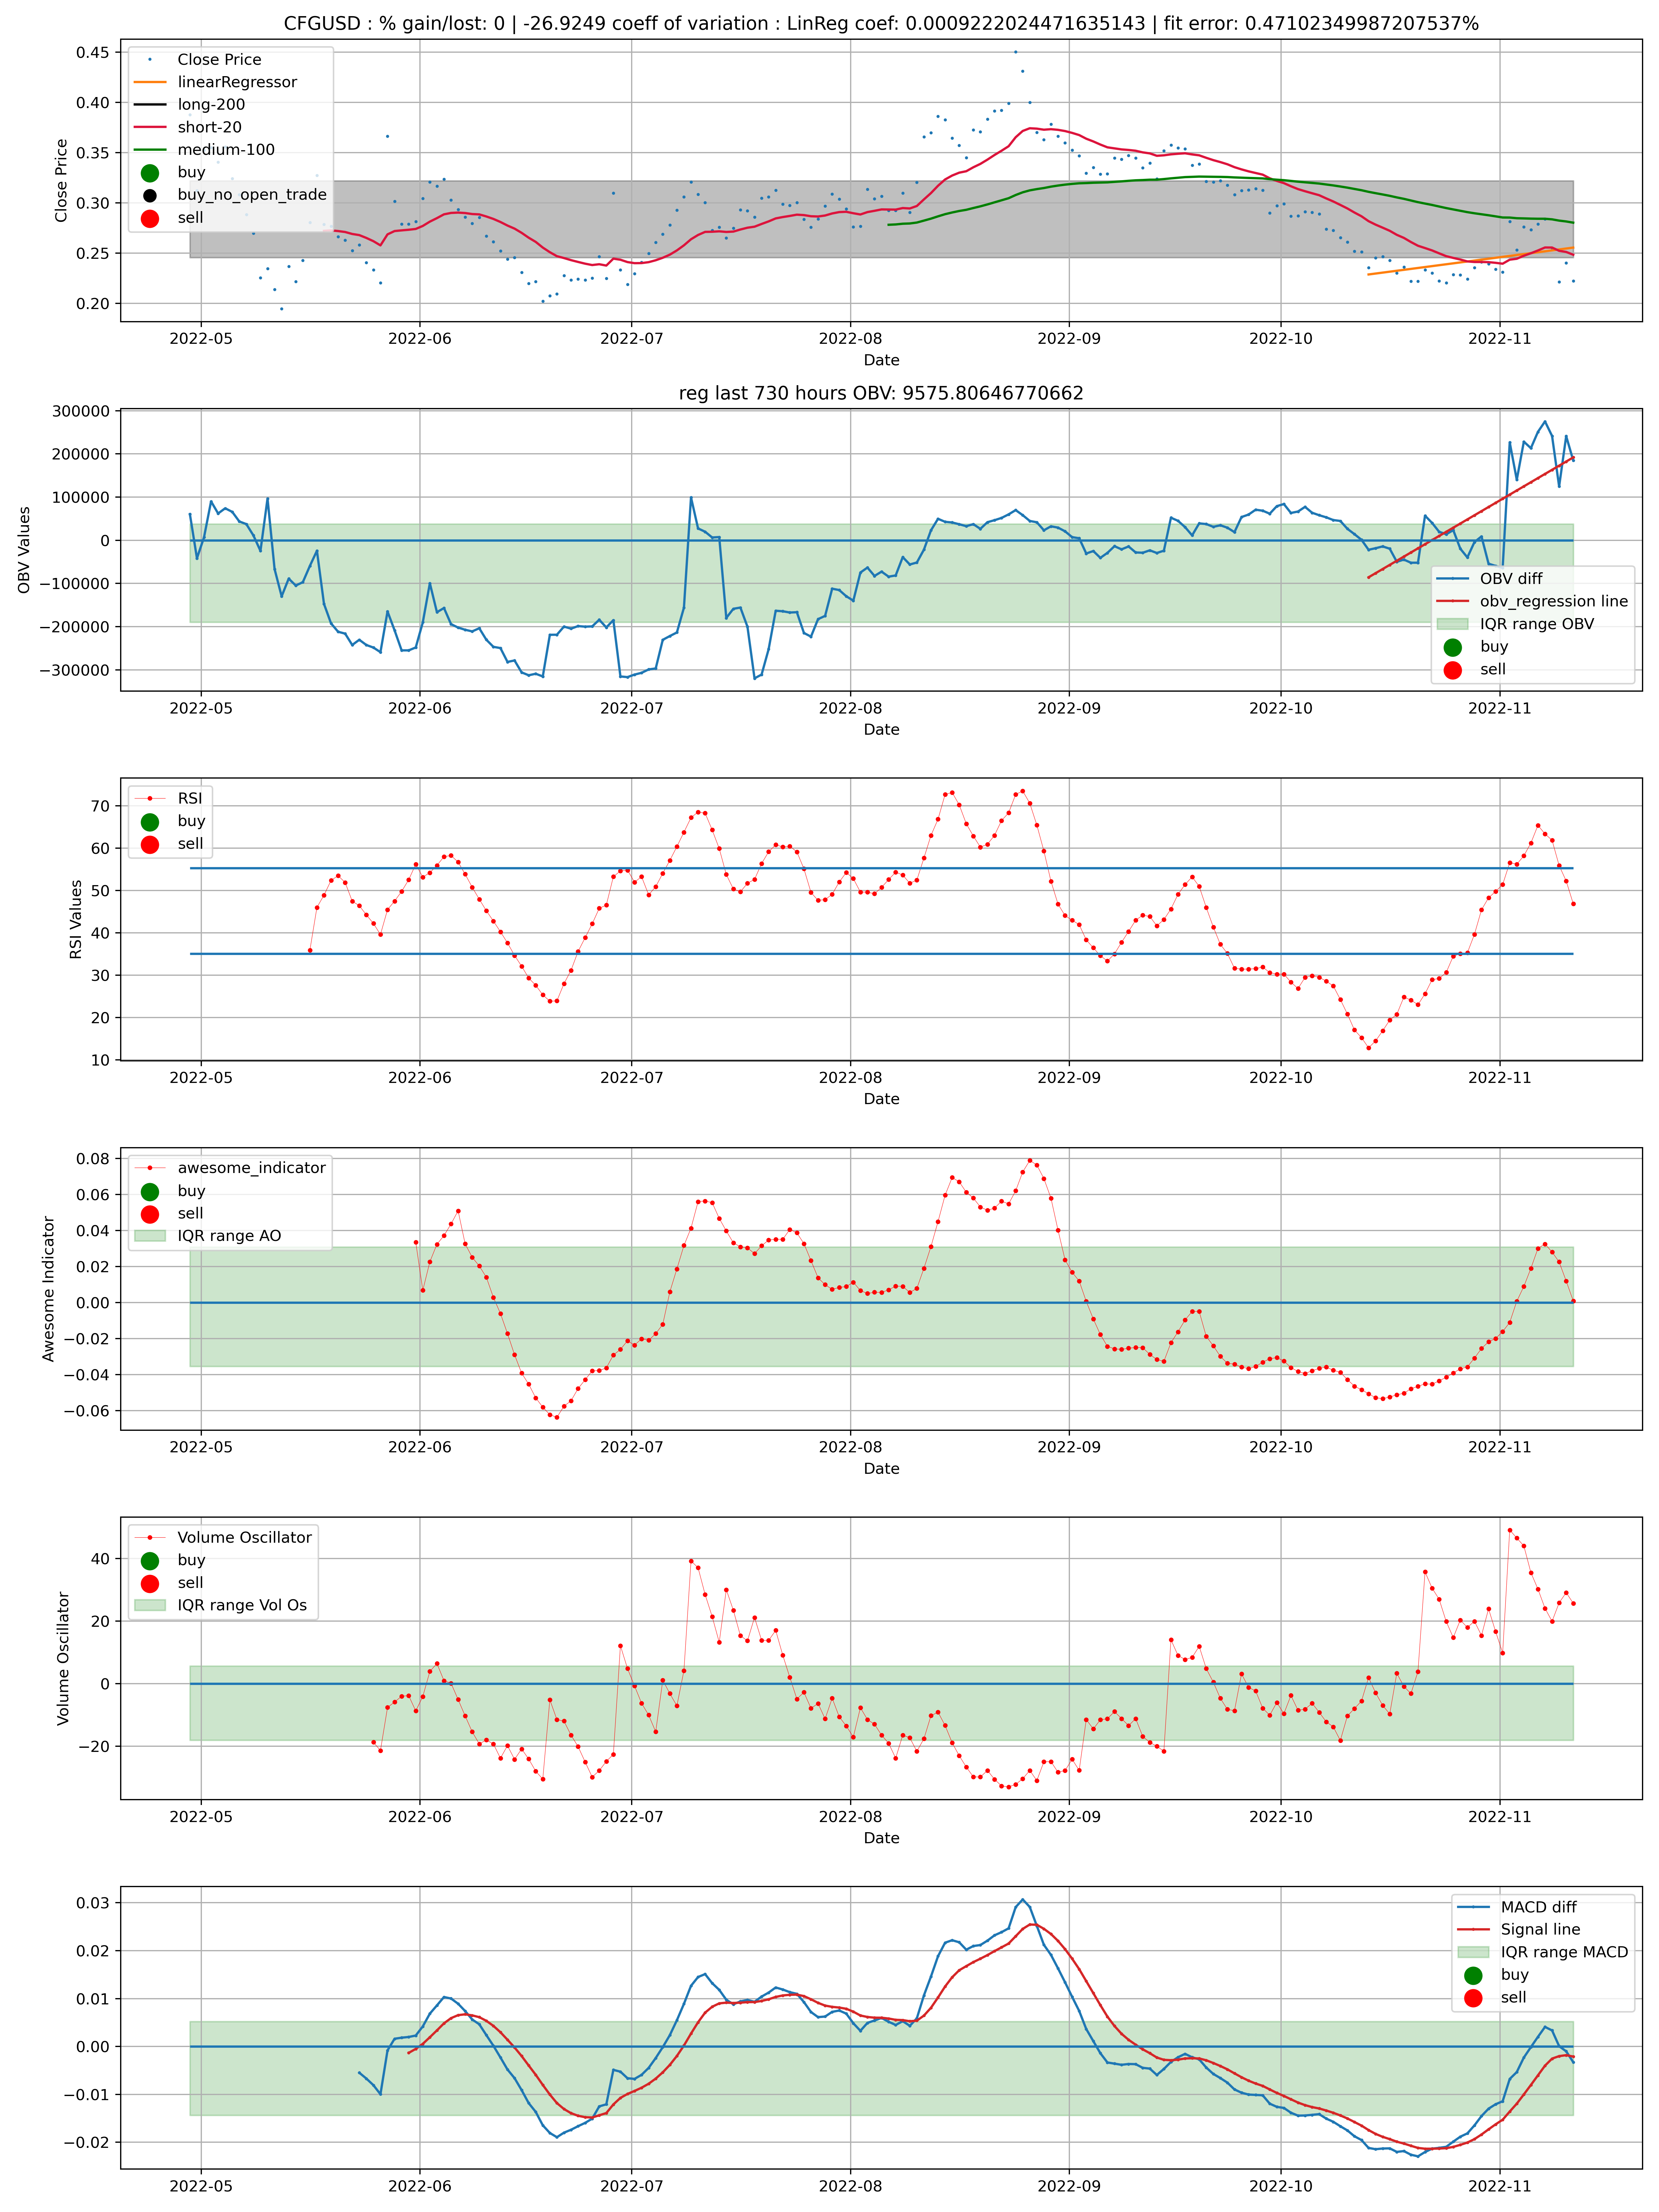 CFGUSD : % gain/lost: 0 | -26.9249 coeff of variation : LinReg coef: 0.0009222024471635143 | fit error: 0.47102349987207537%
Close Price
0.45
0.40
0.35
0.30
0.25
0.20
Close Price
linearRegressor
long-200
short-20
medium-100
buy
buy_no_open_trade
sell
2022-05 2022-06 2022-07 2022-08 2022-09 2022-10 2022-11
Date
reg last 730 hours OBV: 9575.80646770662
OBV Values
300000
200000
100000
0
−100000
−200000
−300000
OBV diff
obv_regression line
IQR range OBV
buy
sell
2022-05 2022-06 2022-07 2022-08 2022-09 2022-10 2022-11
Date
RSI Values
70
60
50
40
30
20
10
RSI
buy
sell
2022-05 2022-06 2022-07 2022-08 2022-09 2022-10 2022-11
Date
Awesome Indicator
0.08
0.06
0.04
0.02
0.00
−0.02
−0.04
−0.06
awesome_indicator
buy
sell
IQR range AO
2022-05 2022-06 2022-07 2022-08 2022-09 2022-10 2022-11
Date
Volume Oscillator
40
20
0
−20
Volume Oscillator
buy
sell
IQR range Vol Os
2022-05 2022-06 2022-07 2022-08 2022-09 2022-10 2022-11
Date
0.03
0.02
0.01
0.00
−0.01
−0.02
MACD diff
Signal line
IQR range MACD
buy
sell
2022-05 2022-06 2022-07 2022-08 2022-09 2022-10 2022-11